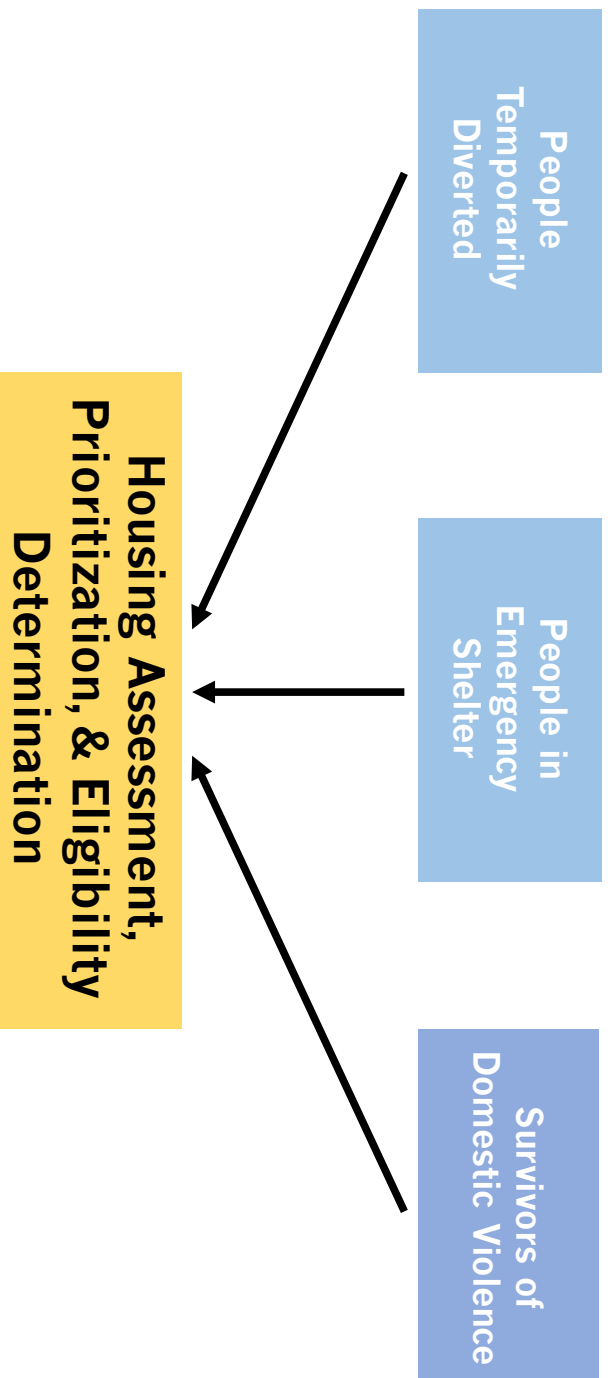 People
Temporarily
Diverted
People in
Emergency
Shelter
Survivors of
Domestic Violence
Housing Assessment,
Prioritization, & Eligibility
Determination